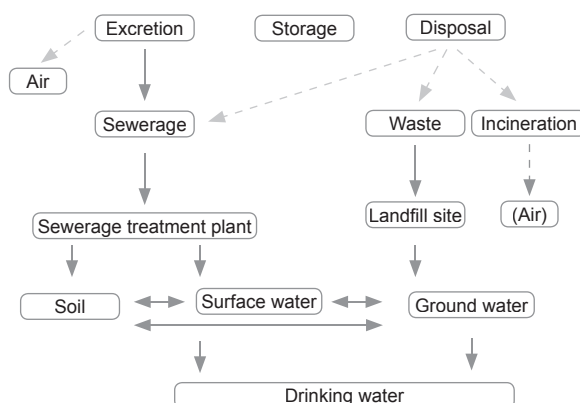 Excretion
Storage
Disposal
Air
Sewerage
Waste
Incineration
Sewerage treatment plant
Landfill site
(Air)
Soil
Surface water
Ground water
Drinking water